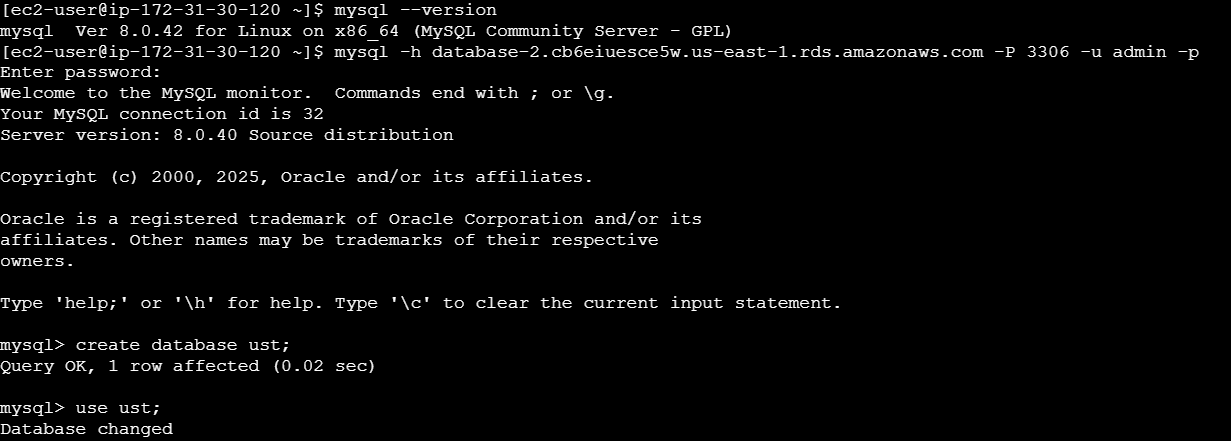 [ec2-user@ip-172-31-30-120 ~]$ mysql --version
mysql  Ver 8.0.42 for Linux on x86_64 (MySQL Community Server - GPL)
[ec2-user@ip-172-31-30-120 ~]$ mysql -h database-2.cb6eiuesce5w.us-east-1.rds.amazonaws.com -P 3306 -u admin -p
Enter password:
Welcome to the MySQL monitor.  Commands end with ; or \g.
Your MySQL connection id is 32
Server version: 8.0.40 Source distribution
Copyright (c) 2000, 2025, Oracle and/or its affiliates.
Oracle is a registered trademark of Oracle Corporation and/or its
affiliates. Other names may be trademarks of their respective
owners.
Type 'help;' or '\h' for help. Type '\c' to clear the current input statement.
mysql> create database ust;
Query OK, 1 row affected (0.02 sec)
mysql> use ust;
Database changed